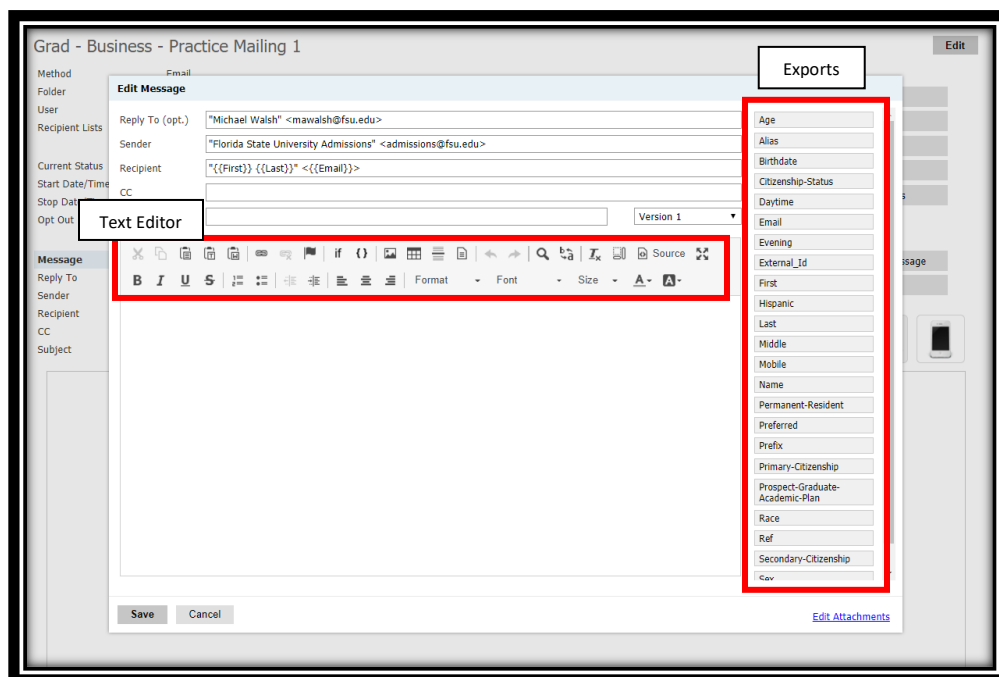 Grad - Business - Practice Mailing 1
Edit
Exports
Method
Email
Folder
User
Recipient Lists
Current Status
Start Date/Time
Opt Out
Message
Reply To
Sender
Recipient
CC
Subject
Edit Message
Reply To (opt.)
"Michael Walsh" <mawalsh@fsu.edu>
Sender
"Florida State University Admissions" <admissions@fsu.edu>
Recipient
"{{First}} {{Last}}" <{{Email}}>
CC
Version 1
Text Editor
if {} Source
B I U S Format Font Size A A
Age
Alias
Birthdate
Citizenship-Status
Daytime
Email
Evening
External_Id
First
Hispanic
Last
Middle
Mobile
Name
Permanent-Resident
Preferred
Prefix
Primary-Citizenship
Prospect-Graduate-
Academic-Plan
Race
Ref
Secondary-Citizenship
Sex
Save
Cancel
Edit Attachments